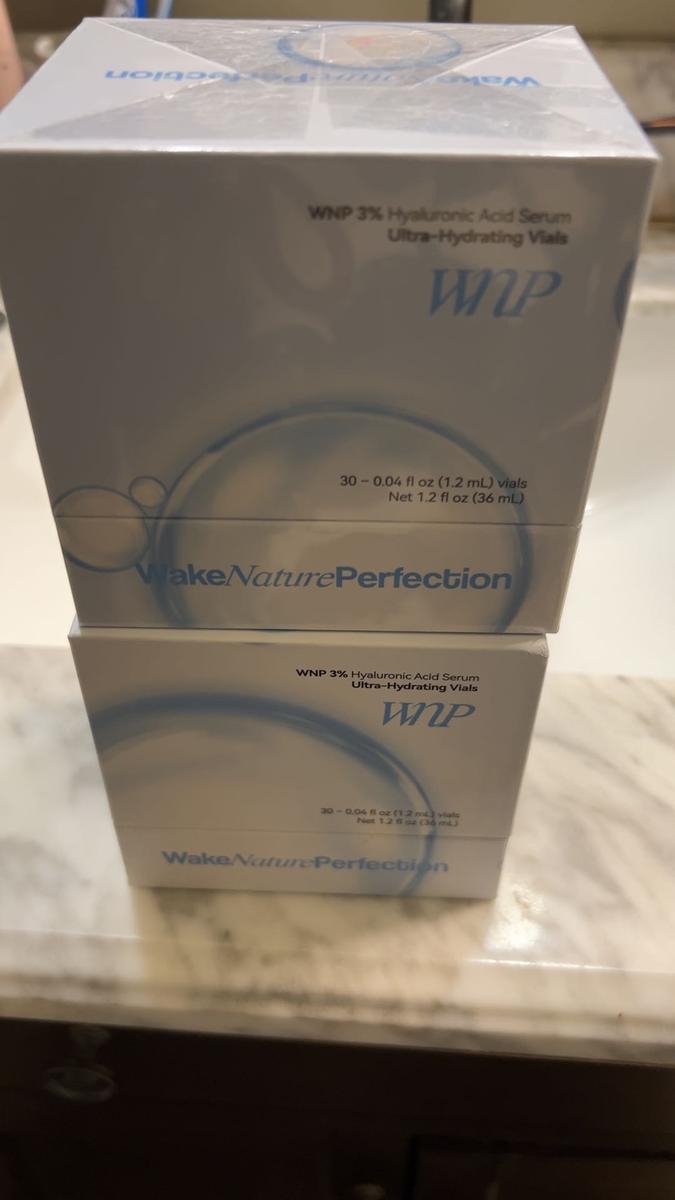 WakeNaturePerfection
WNP 3% Hyaluronic Acid Serum
Ultra-Hydrating Vials
WNP
30 - 0.04 fl oz (1.2 mL) vials
Net 1.2 fl oz (36 mL)
WakeNaturePerfection
WNP 3% Hyaluronic Acid Serum
Ultra-Hydrating Vials
WNP
30 - 0.04 fl oz (1.2 mL) vials
Net 1.2 fl oz (36 mL)
WakeNaturePerfection